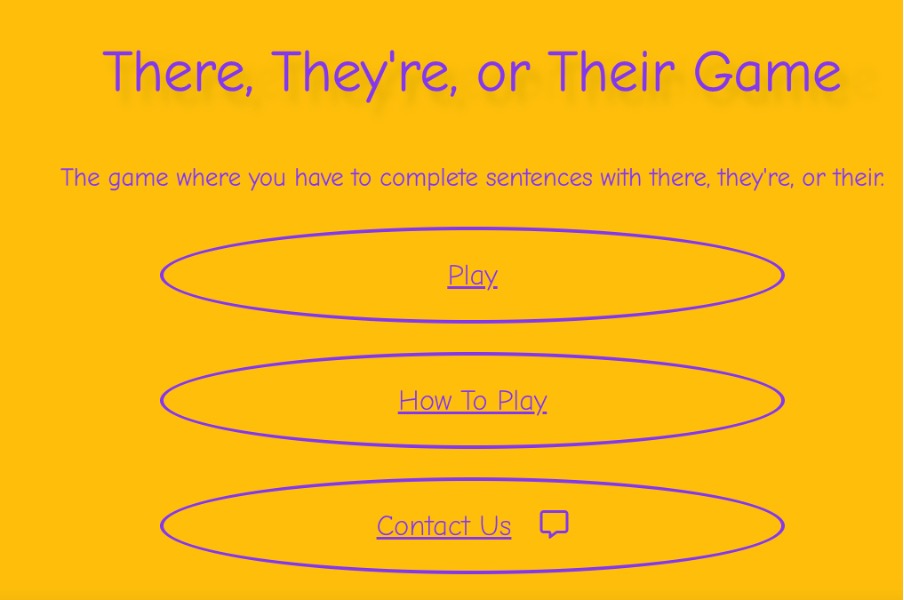 There, They're, or Their Game
The game where you have to complete sentences with there, they're, or their.
Play
How To Play
Contact Us